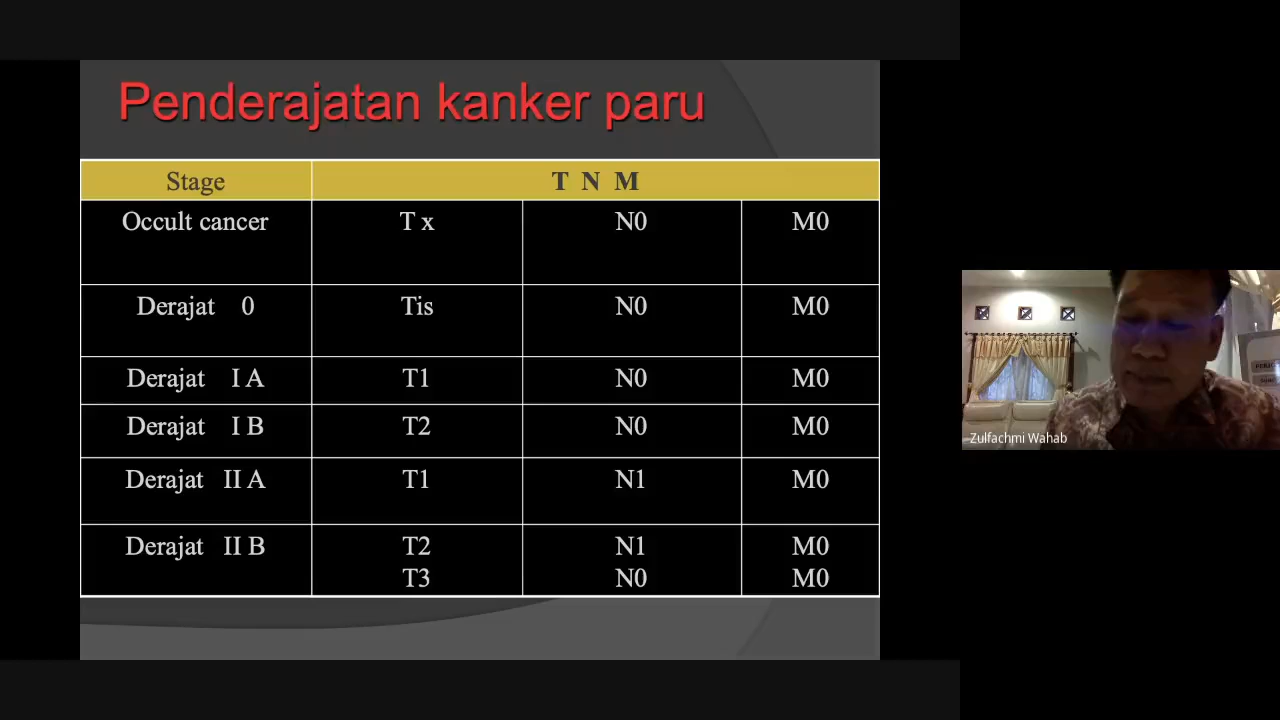 Penderajatan kanker paru
Stage T N M
Occult cancer T x N0 M0
Derajat 0 Tis N0 M0
Derajat I A T1 N0 M0
Derajat I B T2 N0 M0
Derajat II A T1 N1 M0
Derajat II B T2 N1 M0
T3 N0 M0
Zulfachmi Wahab